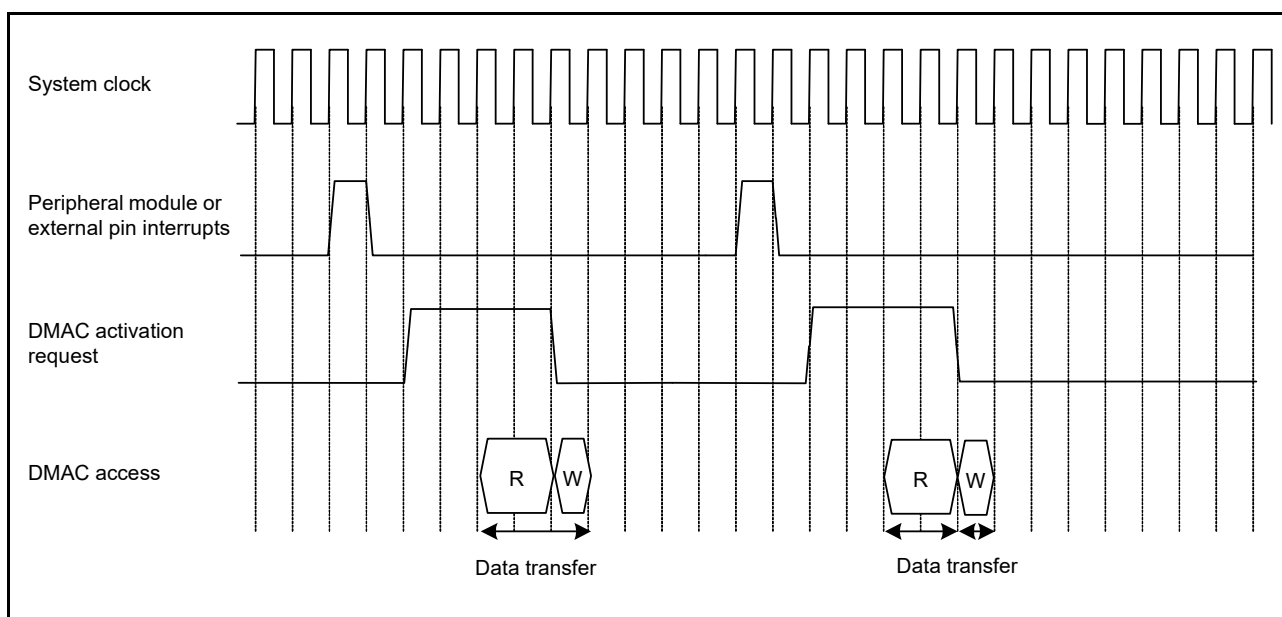 System clock
Peripheral module or
external pin interrupts
DMAC activation
request
DMAC access
R
W
R
W
Data transfer
Data transfer